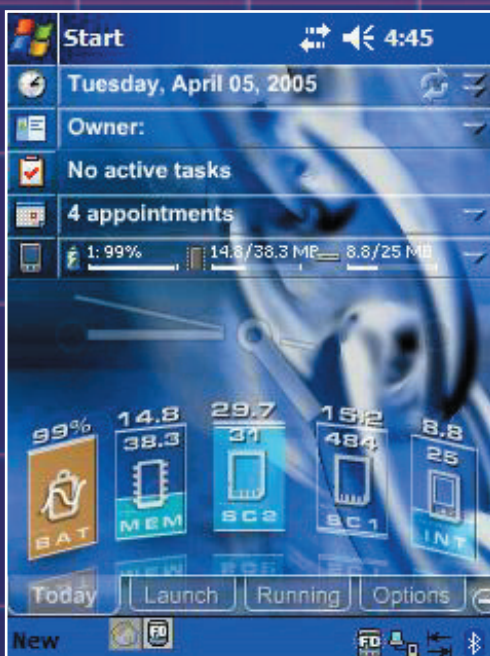 Start 4:45
Tuesday, April 05, 2005
Owner:
No active tasks
4 appointments
1: 99% 14.8/38.3 MB 8.8/25 MB
99% 14.8 29.7 15.2 8.8
38.3 31 484 25
BAT MEM SC2 SC1 INT
Today Launch Running Options
New FD FD